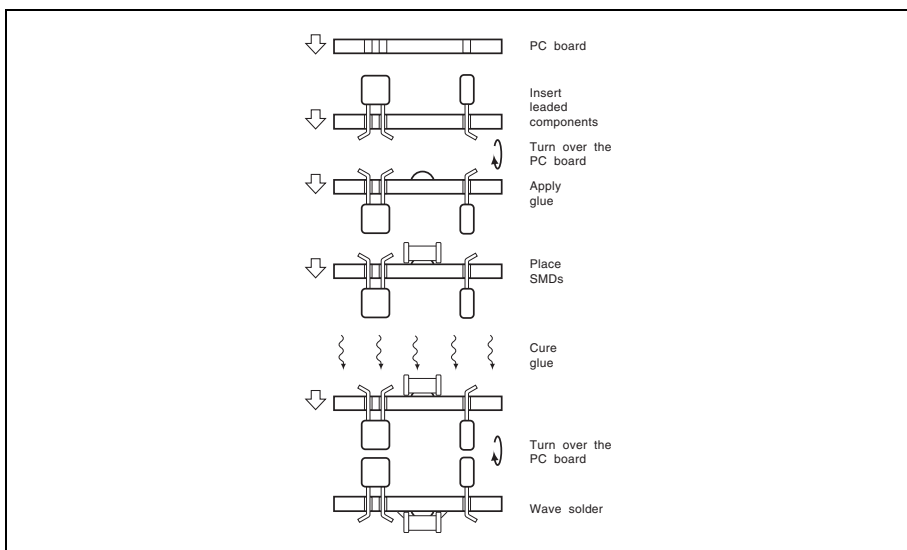 PC board
Insert
leaded
components
Turn over the
PC board
Apply
glue
Place
SMDs
Cure
glue
Turn over the
PC board
Wave solder